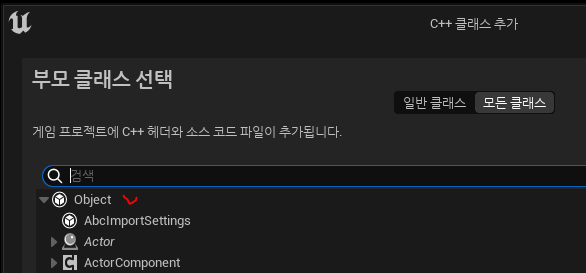 C++ 클래스 추가
부모 클래스 선택
일반 클래스 모든 클래스
게임 프로젝트에 C++ 헤더와 소스 코드 파일이 추가됩니다.
검색
Object
AbcImportSettings
Actor
ActorComponent